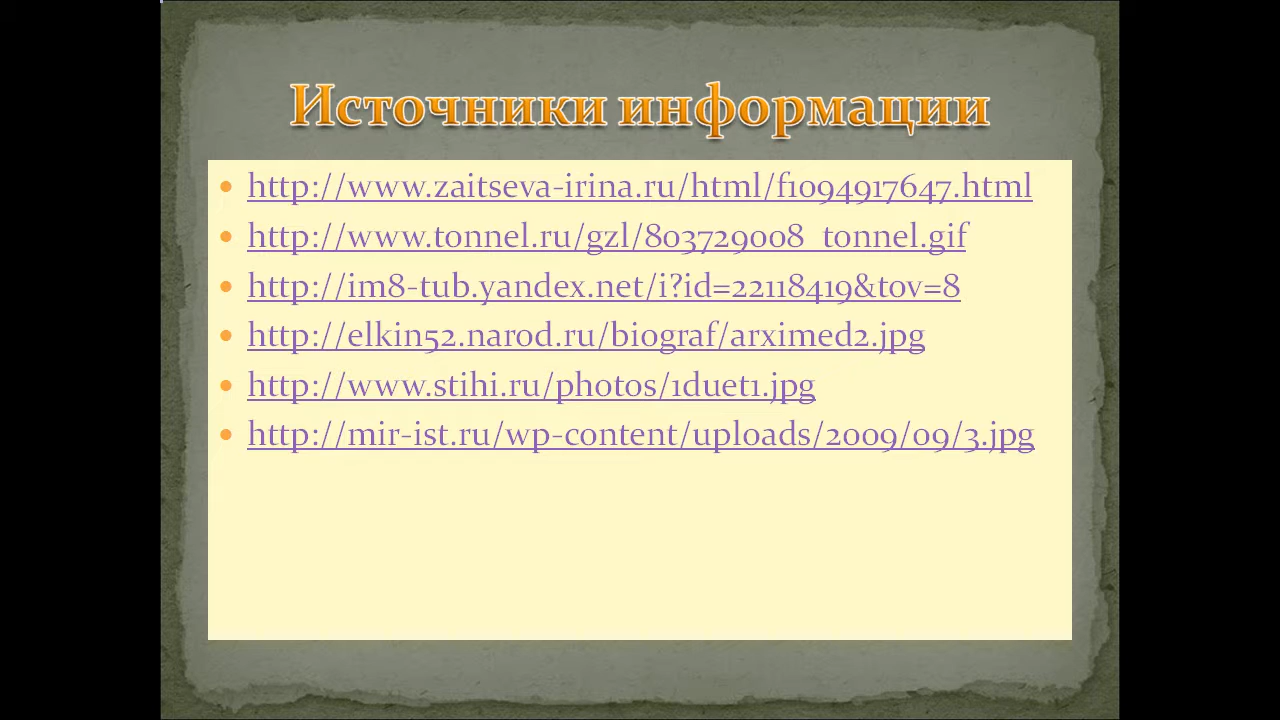 Источники информации
http://www.zaitseva-irina.ru/html/f1094917647.html
http://www.tonnel.ru/gzl/803729008_tonnel.gif
http://im8-tub.yandex.net/i?id=22118419&tov=8
http://elkin52.narod.ru/biograf/arximed2.jpg
http://www.stihi.ru/photos/1duet1.jpg
http://mir-ist.ru/wp-content/uploads/2009/09/3.jpg